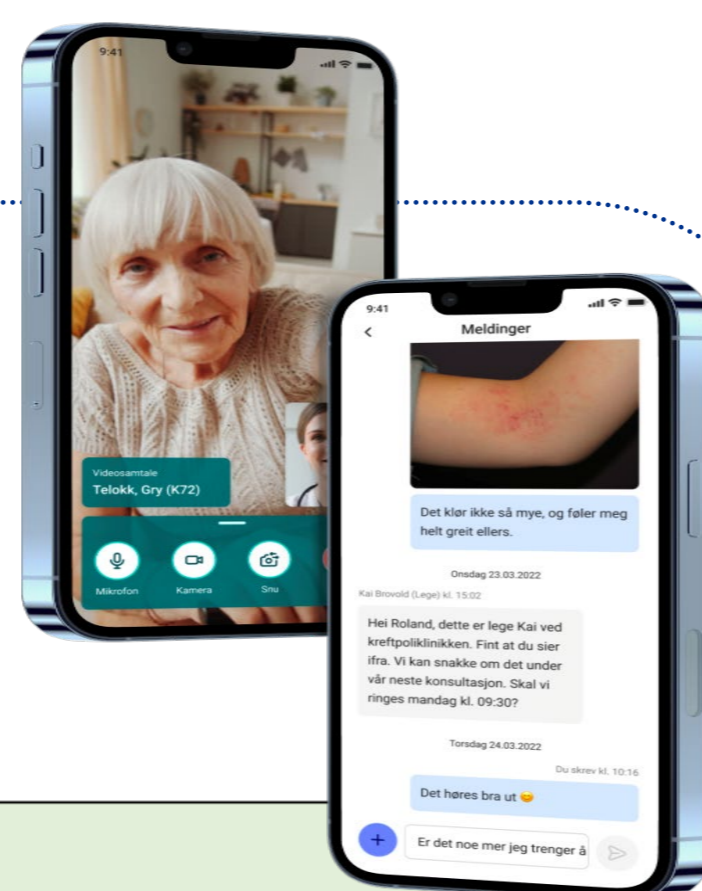 9:41
Videosamtale
Telokk, Gry (K72)
Mikrofon
Kamera
Snu
9:41
Meldinger
Det klør ikke så mye, og føler meg
helt greit ellers.
Onsdag 23.03.2022
Kai Brovold (Lege) kl. 15:02
Hei Roland, dette er lege Kai ved
kreftpoliklinikken. Fint at du sier
ifra. Vi kan snakke om det under
vår neste konsultasjon. Skal vi
ringes mandag kl. 09:30?
Torsdag 24.03.2022
Du skrev kl. 10:16
Det høres bra ut 😊
Er det noe mer jeg trenger å